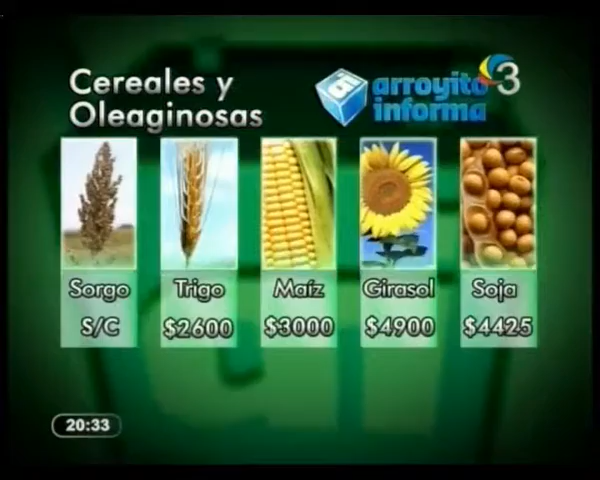 Cereales y
Oleaginosas
arroyito
informa
3
Sorgo
S/C
Trigo
$2600
Maíz
$3000
Girasol
$4900
Soja
$4425
20:33